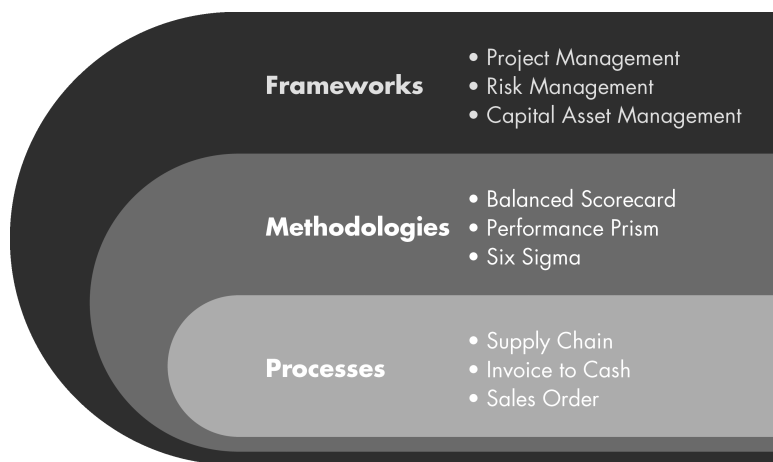 Frameworks
• Project Management
• Risk Management
• Capital Asset Management
Methodologies
• Balanced Scorecard
• Performance Prism
• Six Sigma
Processes
• Supply Chain
• Invoice to Cash
• Sales Order